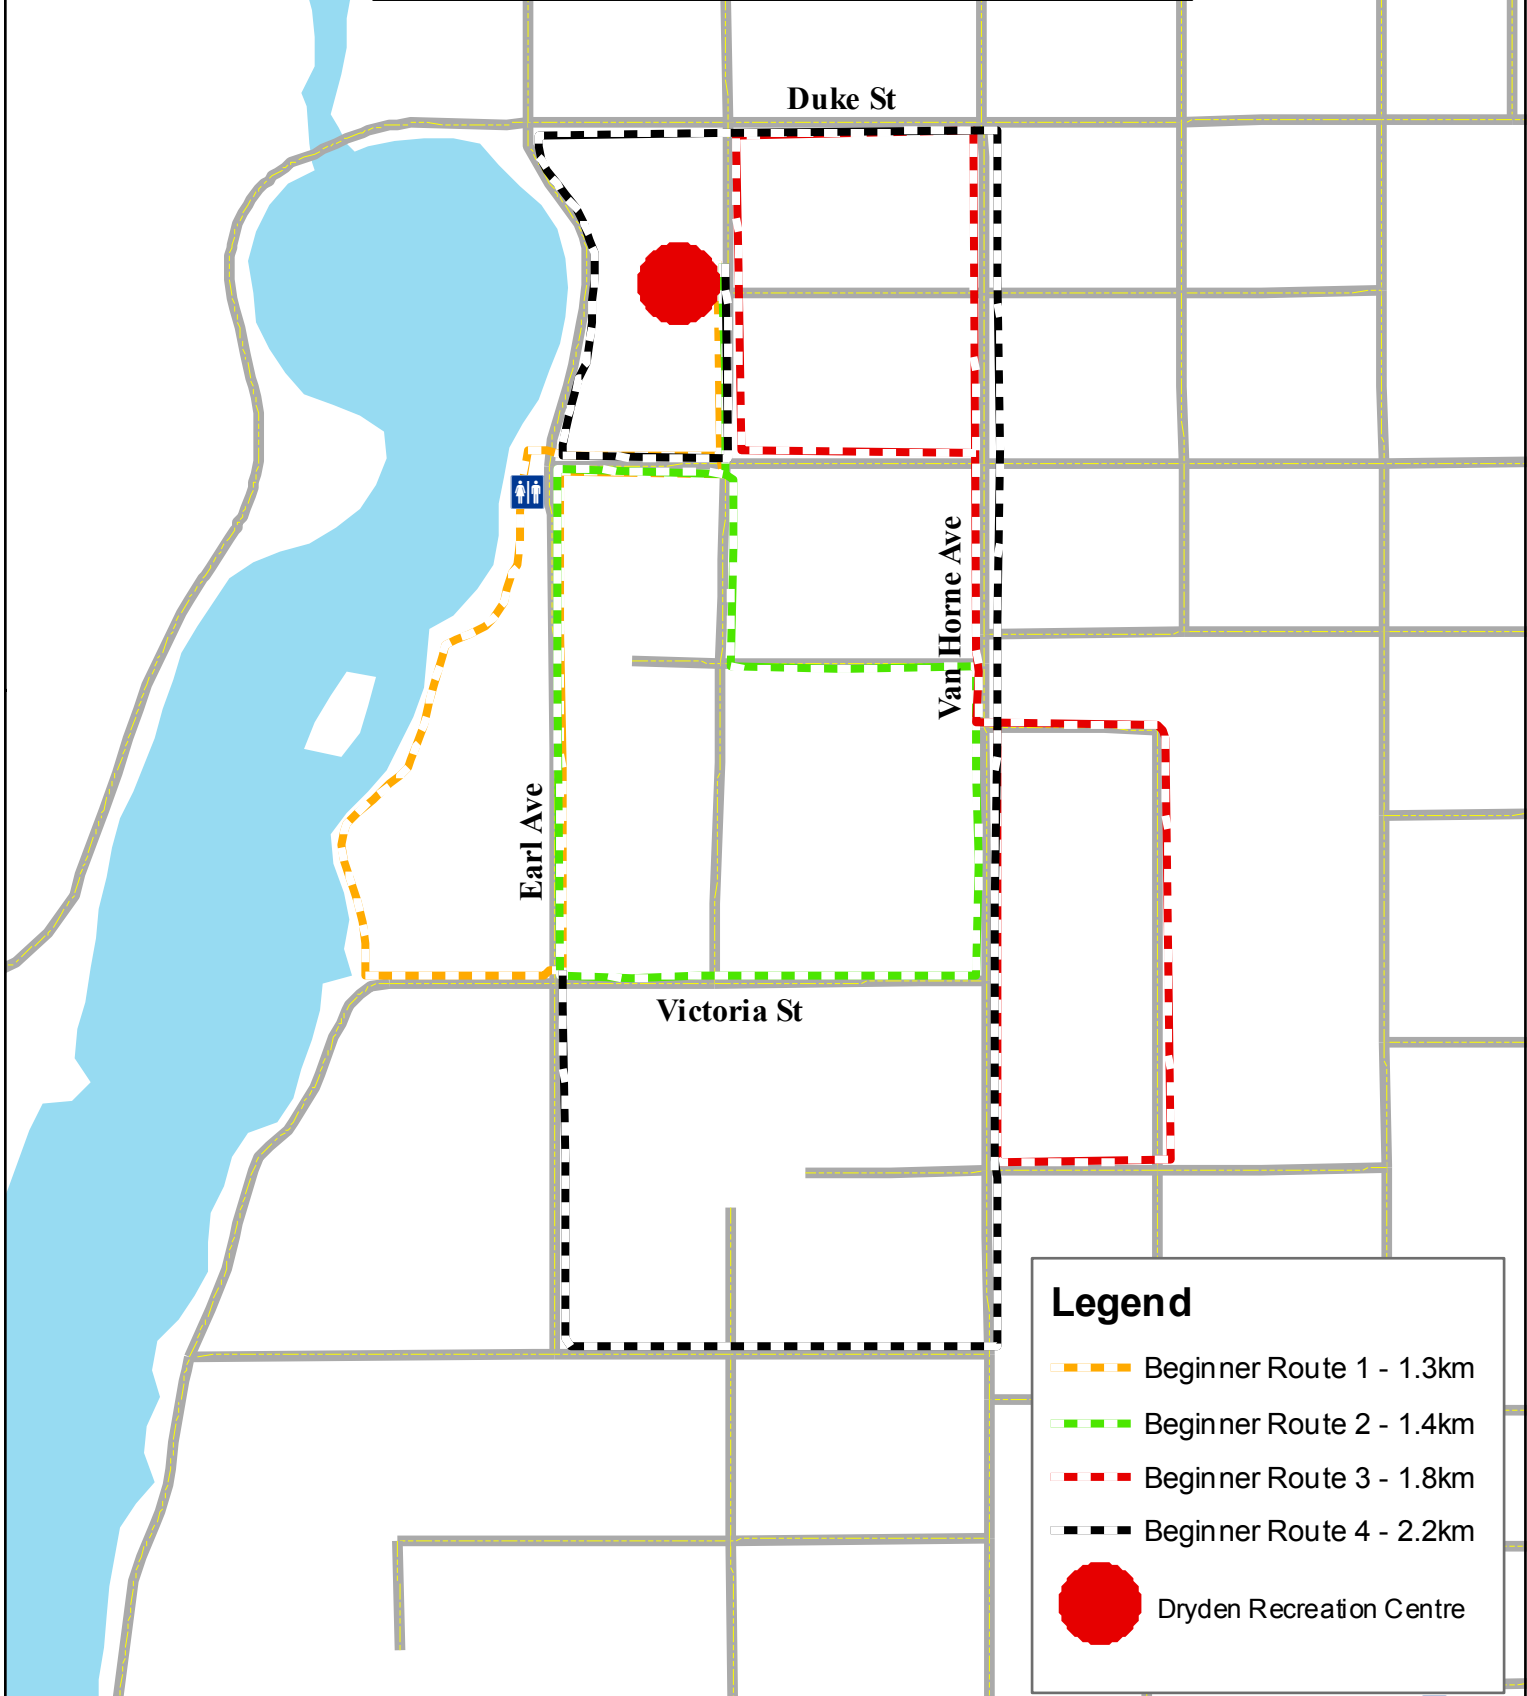 Duke St
Van Horne Ave
Earl Ave
Victoria St
Legend
Beginner Route 1 - 1.3km
Beginner Route 2 - 1.4km
Beginner Route 3 - 1.8km
Beginner Route 4 - 2.2km
Dryden Recreation Centre